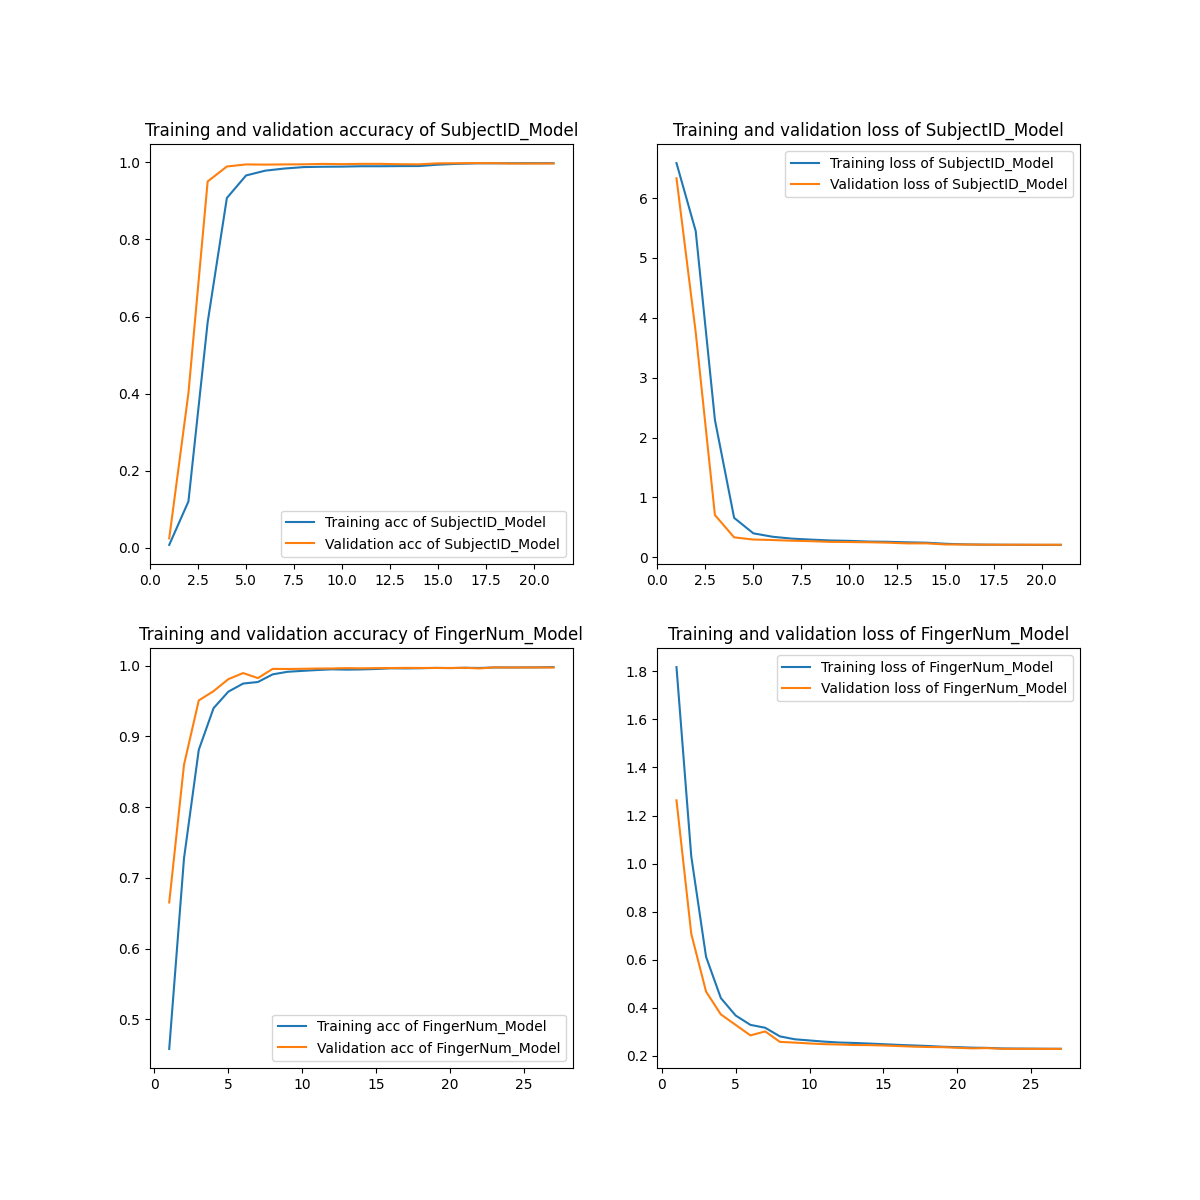 Training and validation accuracy of SubjectID_Model
1.0
0.8
0.6
0.4
0.2
0.0
Training acc of SubjectID_Model
Validation acc of SubjectID_Model
0.0 2.5 5.0 7.5 10.0 12.5 15.0 17.5 20.0
Training and validation loss of SubjectID_Model
Training loss of SubjectID_Model
Validation loss of SubjectID_Model
6
5
4
3
2
1
0
0.0 2.5 5.0 7.5 10.0 12.5 15.0 17.5 20.0
Training and validation accuracy of FingerNum_Model
1.0
0.9
0.8
0.7
0.6
0.5
Training acc of FingerNum_Model
Validation acc of FingerNum_Model
0 5 10 15 20 25
Training and validation loss of FingerNum_Model
Training loss of FingerNum_Model
Validation loss of FingerNum_Model
1.8
1.6
1.4
1.2
1.0
0.8
0.6
0.4
0.2
0 5 10 15 20 25